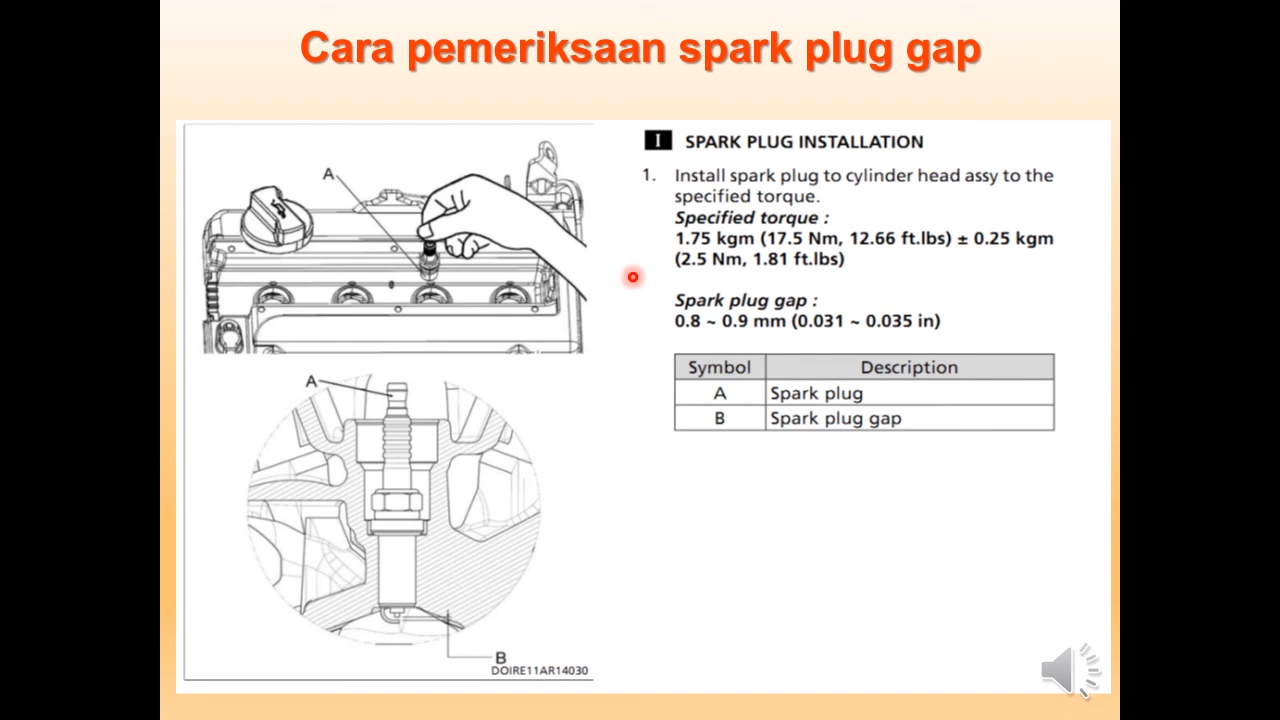 Cara pemeriksaan spark plug gap
A
A
B
DOIRE11AR14030
I SPARK PLUG INSTALLATION
1. Install spark plug to cylinder head assy to the
specified torque.
Specified torque :
1.75 kgm (17.5 Nm, 12.66 ft.lbs) ± 0.25 kgm
(2.5 Nm, 1.81 ft.lbs)
Spark plug gap :
0.8 ~ 0.9 mm (0.031 ~ 0.035 in)
Symbol Description
A Spark plug
B Spark plug gap